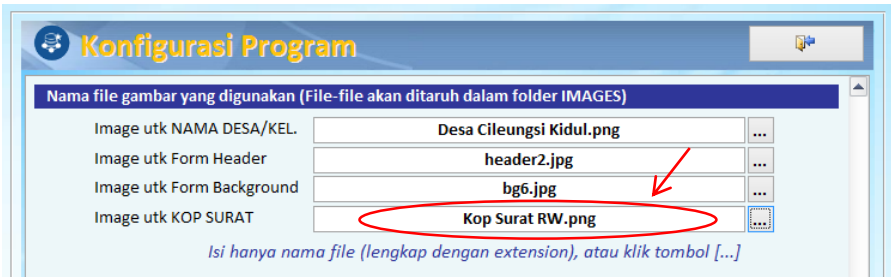 Konfigurasi Program
Nama file gambar yang digunakan (File-file akan ditaruh dalam folder IMAGES)
Image utk NAMA DESA/KEL. Desa Cileungsi Kidul.png ...
Image utk Form Header header2.jpg ...
Image utk Form Background bg6.jpg ...
Image utk KOP SURAT Kop Surat RW.png ...
Isi hanya nama file (lengkap dengan extension), atau klik tombol [...]